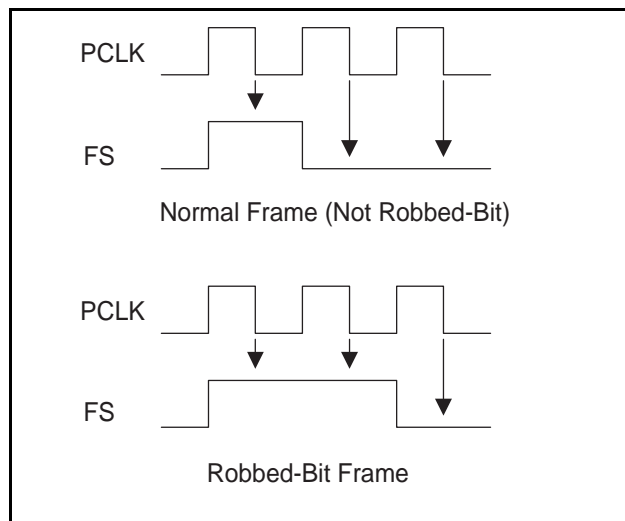 PCLK
FS
Normal Frame (Not Robbed-Bit)
PCLK
FS
Robbed-Bit Frame